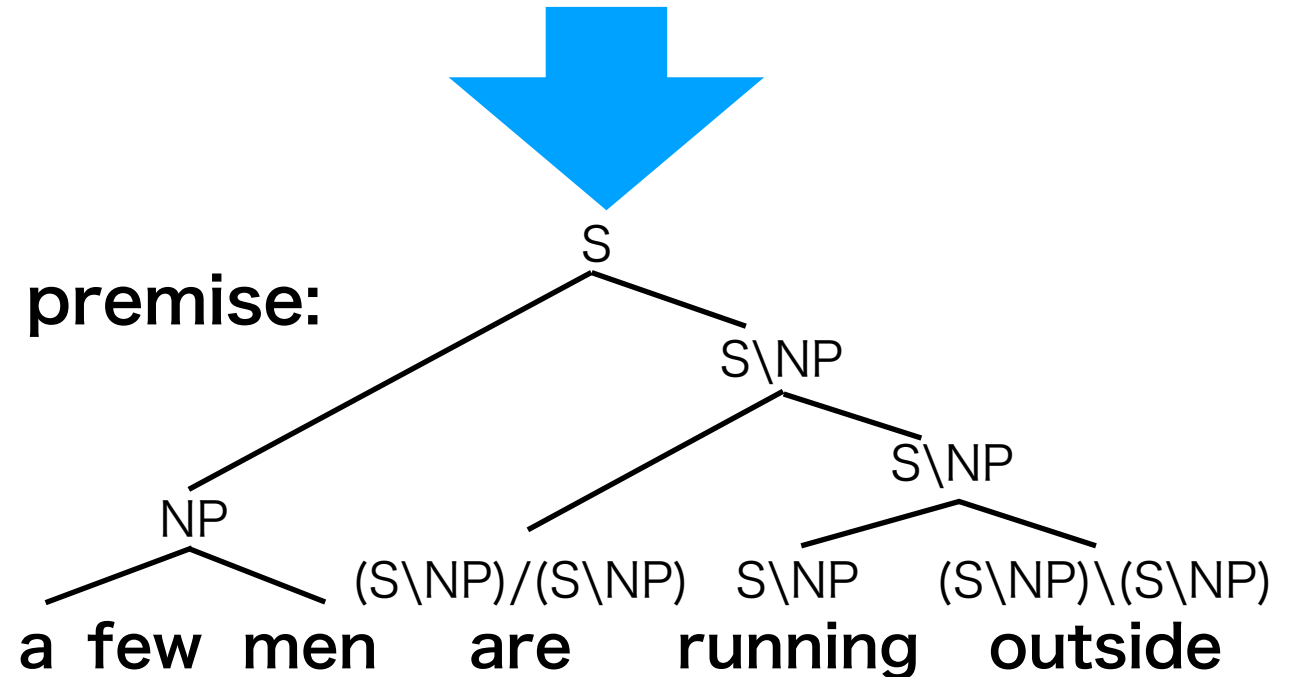 S
premise:
S\NP
S\NP
NP
(S\NP)/(S\NP) S\NP (S\NP)\(S\NP)
a few men are running outside